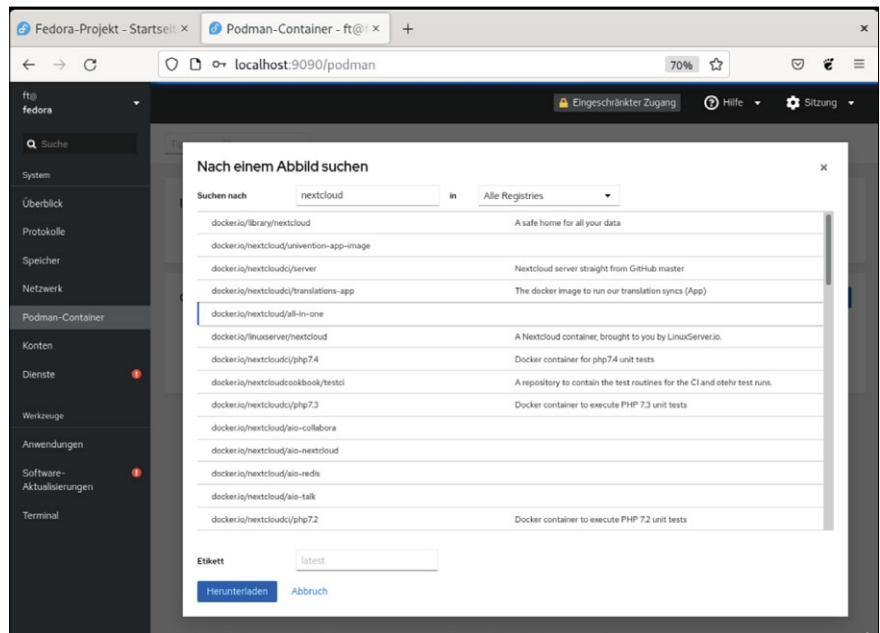 Fedora-Projekt - Startseit
Podman-Container - ft@f
localhost:9090/podman
70%
ft@
fedora
Eingeschränkter Zugang
Hilfe
Sitzung
Suche
System
Überblick
Protokolle
Speicher
Netzwerk
Podman-Container
Konten
Dienste
Werkzeuge
Anwendungen
Software-
Aktualisierungen
Terminal
Nach einem Abbild suchen
Suchen nach nextcloud in Alle Registries
docker.io/library/nextcloud A safe home for all your data
docker.io/nextcloud/univention-app-image
docker.io/nextcloudci/server Nextcloud server straight from GitHub master
docker.io/nextcloudci/translations-app The docker image to run our translation syncs (App)
docker.io/nextcloud/all-in-one
docker.io/linuxserver/nextcloud A Nextcloud container, brought to you by LinuxServer.io.
docker.io/nextcloudci/php7.4 Docker container for php7.4 unit tests
docker.io/nextcloudcookbook/testci A repository to contain the test routines for the CI and otehr test runs.
docker.io/nextcloudci/php7.3 Docker container to execute PHP 7.3 unit tests
docker.io/nextcloud/aio-collabora
docker.io/nextcloud/aio-nextcloud
docker.io/nextcloud/aio-redis
docker.io/nextcloud/aio-talk
docker.io/nextcloudci/php7.2 Docker container to execute PHP 7.2 unit tests
Etikett latest
Herunterladen Abbruch